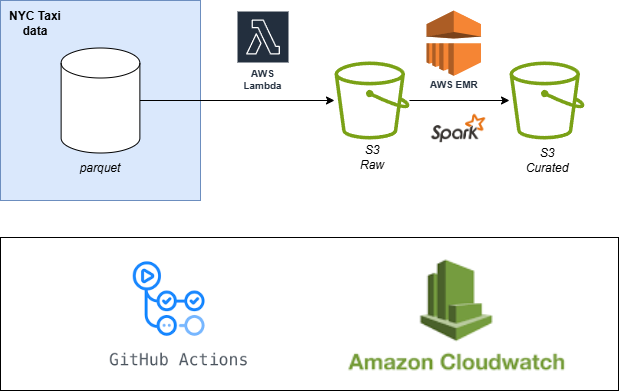 NYC Taxi
data
parquet
AWS
Lambda
S3
Raw
AWS EMR
Spark
S3
Curated
GitHub Actions
Amazon Cloudwatch